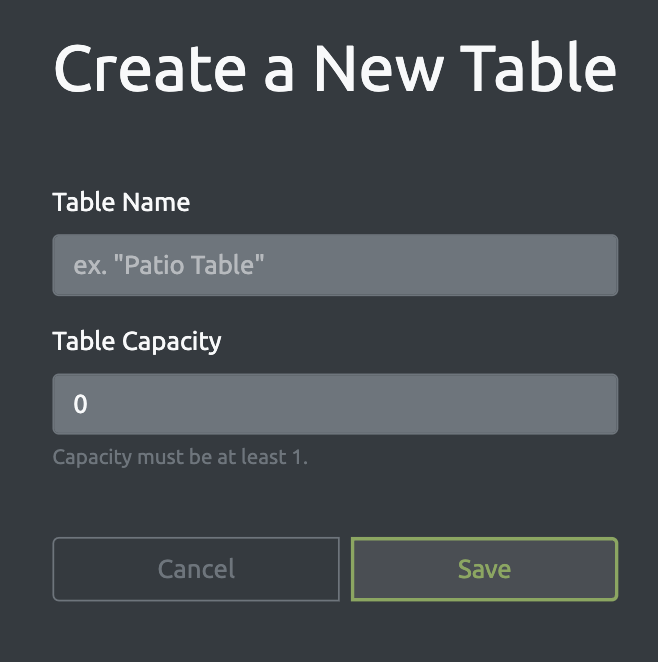 Create a New Table
Table Name
ex. "Patio Table"
Table Capacity
0
Capacity must be at least 1.
Cancel
Save